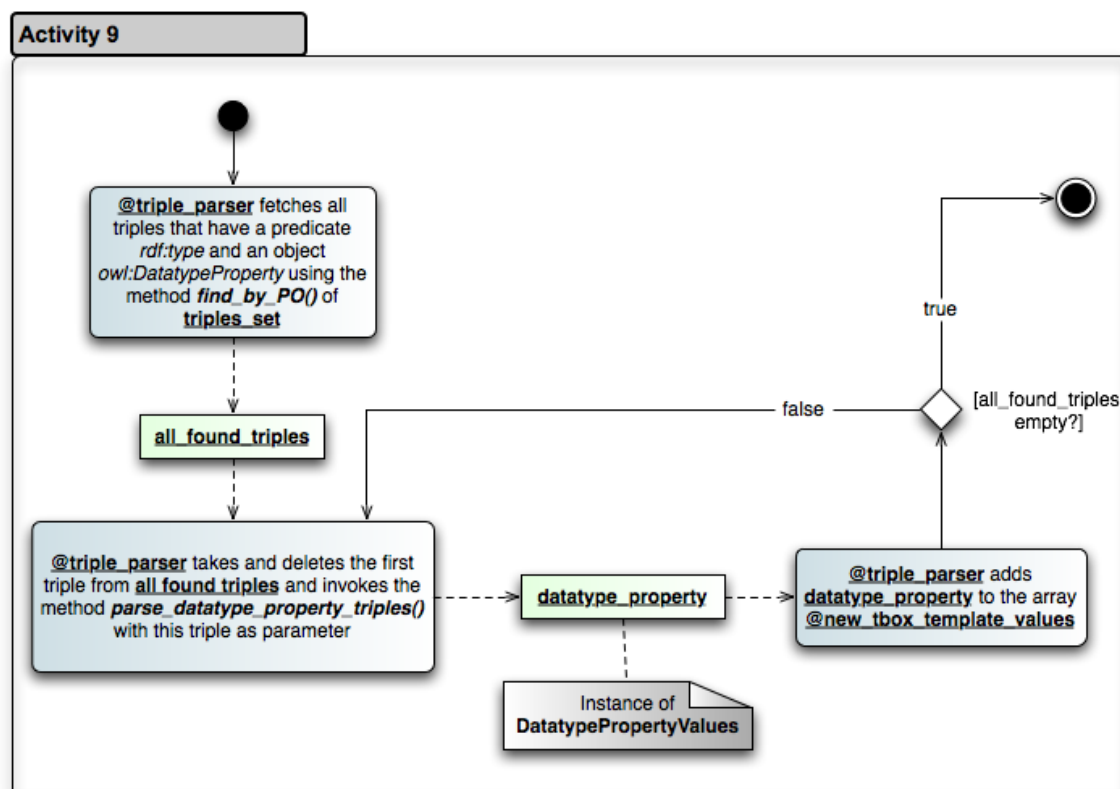 Activity 9
@triple_parser fetches all
triples that have a predicate
rdf:type and an object
owl:DatatypeProperty using the
method find_by_PO() of
triples_set
all_found_triples
@triple_parser takes and deletes the first
triple from all found triples and invokes the
method parse_datatype_property_triples()
with this triple as parameter
datatype_property
Instance of
DatatypePropertyValues
@triple_parser adds
datatype_property to the array
@new_tbox_template_values
[all_found_triples
empty?]
false
true